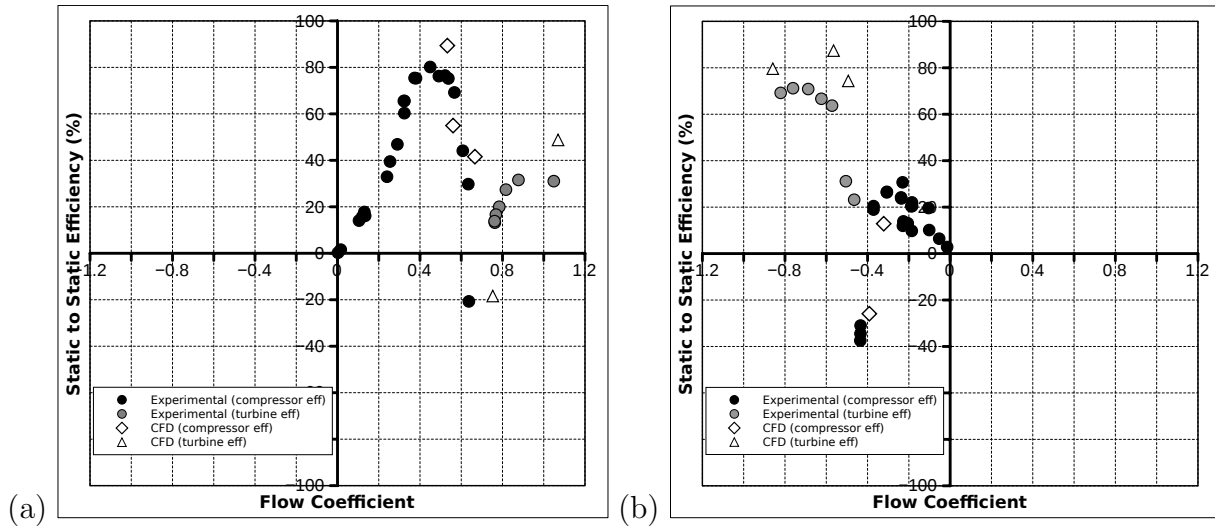 100
80
60
40
20
0
−20
−40
−100
−1.2
−0.8
−0.4
0
0.4
0.8
1.2
Static to Static Efficiency (%)
Experimental (compressor eff)
Experimental (turbine eff)
CFD (compressor eff)
CFD (turbine eff)
Flow Coefficient
(a)
100
80
60
40
20
0
−20
−40
−100
−1.2
−0.8
−0.4
0
0.4
0.8
1.2
Static to Static Efficiency (%)
Experimental (compressor eff)
Experimental (turbine eff)
CFD (compressor eff)
CFD (turbine eff)
Flow Coefficient
(b)